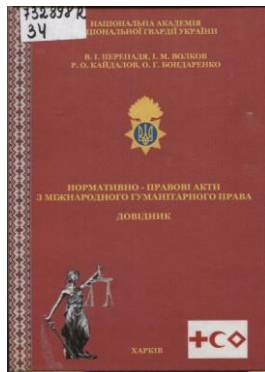 732898 R
34
НАЦІОНАЛЬНА АКАДЕМІЯ
НАЦІОНАЛЬНОЇ ГВАРДІЇ УКРАЇНИ
В. І. ПЕРЕПАДЯ, І. М. ВОЛКОВ
Р. О. КАЙДАЛОВ, О. Г. БОНДАРЕНКО
НОРМАТИВНО - ПРАВОВІ АКТИ
З МІЖНАРОДНОГО ГУМАНІТАРНОГО ПРАВА
ДОВІДНИК
ХАРКІВ